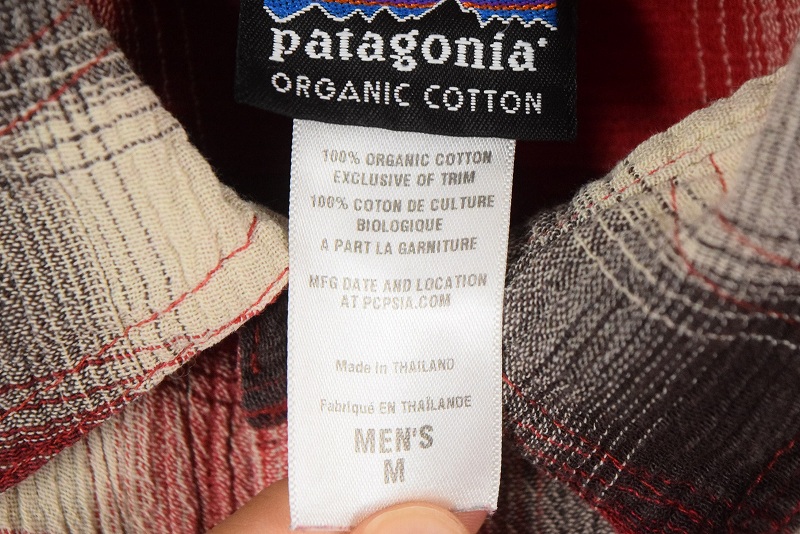 patagonia®
ORGANIC COTTON
100% ORGANIC COTTON
EXCLUSIVE OF TRIM
100% COTON DE CULTURE
BIOLOGIQUE
A PART LA GARNITURE
MFG DATE AND LOCATION
AT PCPSIA.COM
Made in THAILAND
Fabriqué EN THAÏLANDE
MEN'S
M